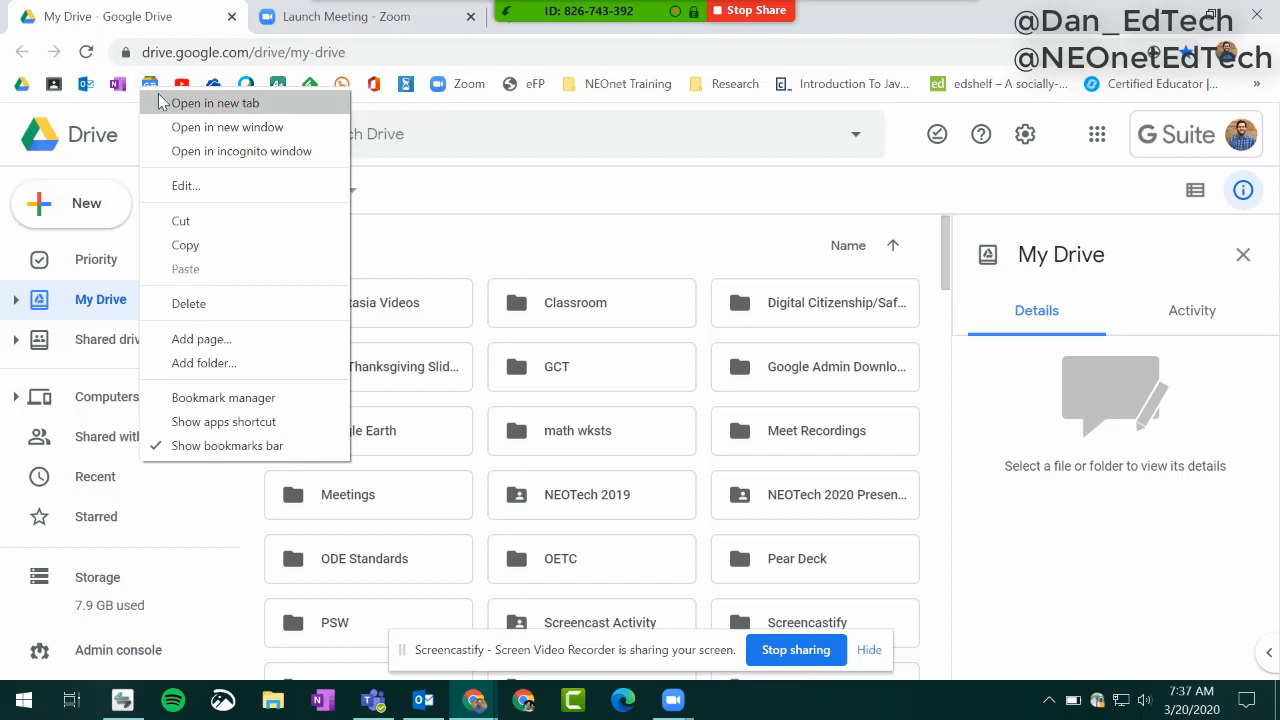 My Drive - Google Drive
Launch Meeting - Zoom
ID: 826-743-392
Stop Share
@Dan_EdTech
@NEOnetEdTech
drive.google.com/drive/my-drive
Zoom
eFP
NEOnet Training
Research
Introduction To Jav...
edshelf - A socially-...
Certified Educator |...
»
Drive
ch Drive
G Suite
New
Open in new tab
Open in new window
Open in incognito window
Edit...
Cut
Copy
Paste
Delete
Add page...
Add folder...
Bookmark manager
Show apps shortcut
Show bookmarks bar
Priority
My Drive
Shared driv
Computers
Shared with
Recent
Starred
Storage
7.9 GB used
Admin console
Name
tasia Videos
Classroom
Digital Citizenship/Saf...
Thanksgiving Slid...
GCT
Google Admin Downlo...
gle Earth
math wksts
Meet Recordings
Meetings
NEOTech 2019
NEOTech 2020 Presen...
ODE Standards
OETC
Pear Deck
PSW
Screencast Activity
Screencastify
My Drive
Details
Activity
Select a file or folder to view its details
Screencastify - Screen Video Recorder is sharing your screen.
Stop sharing
Hide
7:37 AM
3/20/2020